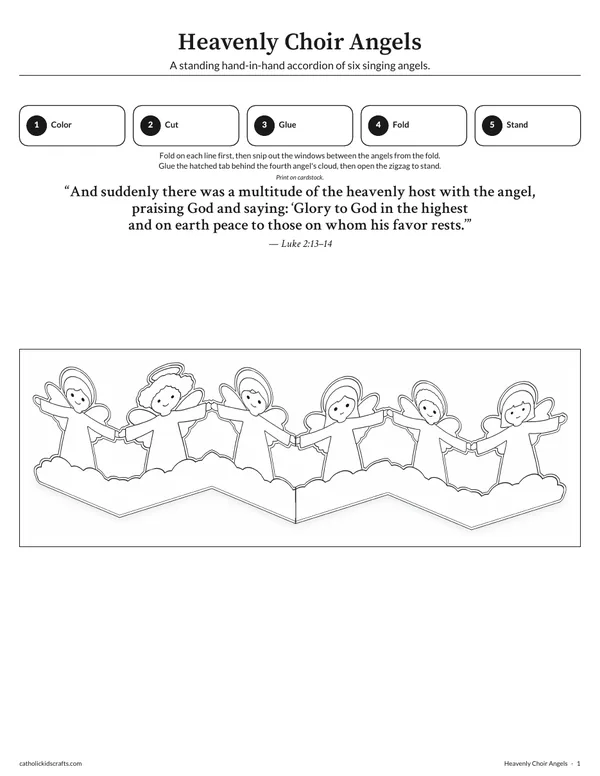 Heavenly Choir Angels
A standing hand-in-hand accordion of six singing angels.
1 Color
2 Cut
3 Glue
4 Fold
5 Stand
Fold on each line first, then snip out the windows between the angels from the fold.
Glue the hatched tab behind the fourth angel's cloud, then open the zigzag to stand.
Print on cardstock.
“And suddenly there was a multitude of the heavenly host with the angel,
praising God and saying: ‘Glory to God in the highest
and on earth peace to those on whom his favor rests.’”
— Luke 2:13–14
catholickidscrafts.com
Heavenly Choir Angels · 1